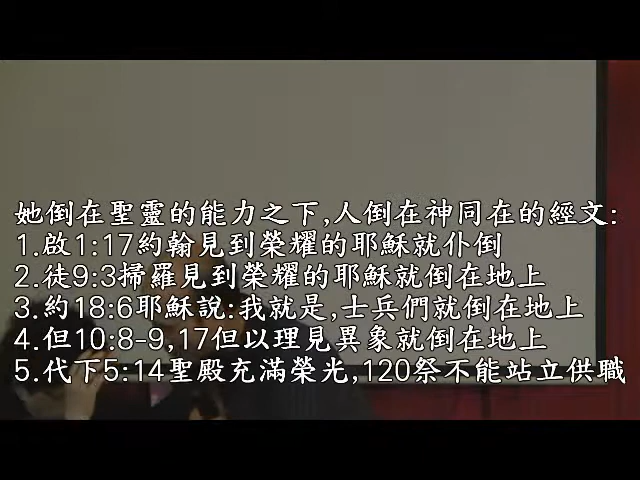 她倒在聖靈的能力之下,人倒在神同在的經文:
1.啟1:17約翰見到榮耀的耶穌就仆倒
2.徒9:3掃羅見到榮耀的耶穌就倒在地上
3.約18:6耶穌說:我就是,士兵們就倒在地上
4.但10:8-9,17但以理見異象就倒在地上
5.代下5:14聖殿充滿榮光,120祭不能站立供職